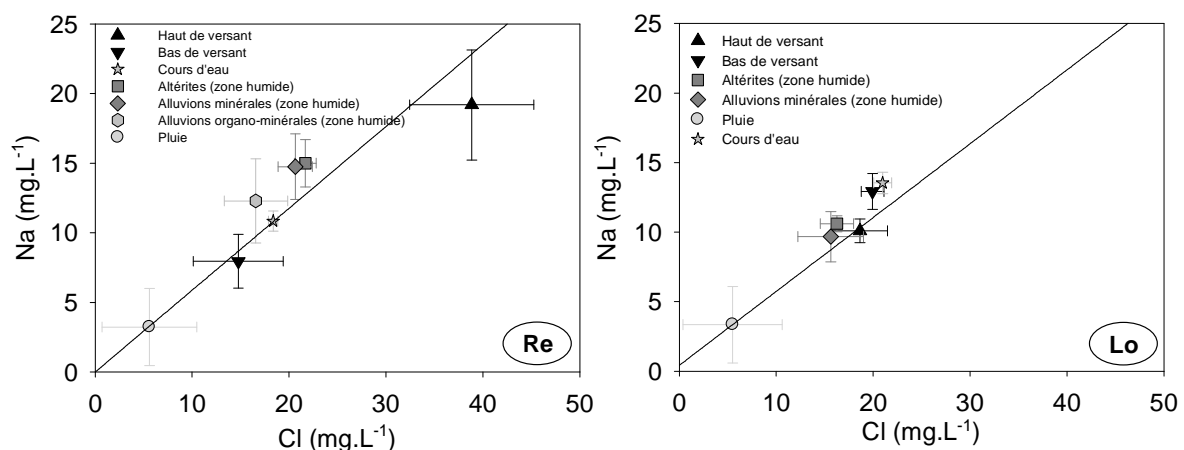 25
20
15
10
5
0
Na (mg.L-1)
Haut de versant
Bas de versant
Cours d'eau
Altérites (zone humide)
Alluvions minérales (zone humide)
Alluvions organo-minérales (zone humide)
Pluie
Re
0 10 20 30 40 50
Cl (mg.L-1)
25
20
15
10
5
0
Na (mg.L-1)
Haut de versant
Bas de versant
Altérites (zone humide)
Alluvions minérales (zone humide)
Pluie
Cours d'eau
Lo
0 10 20 30 40 50
Cl (mg.L-1)